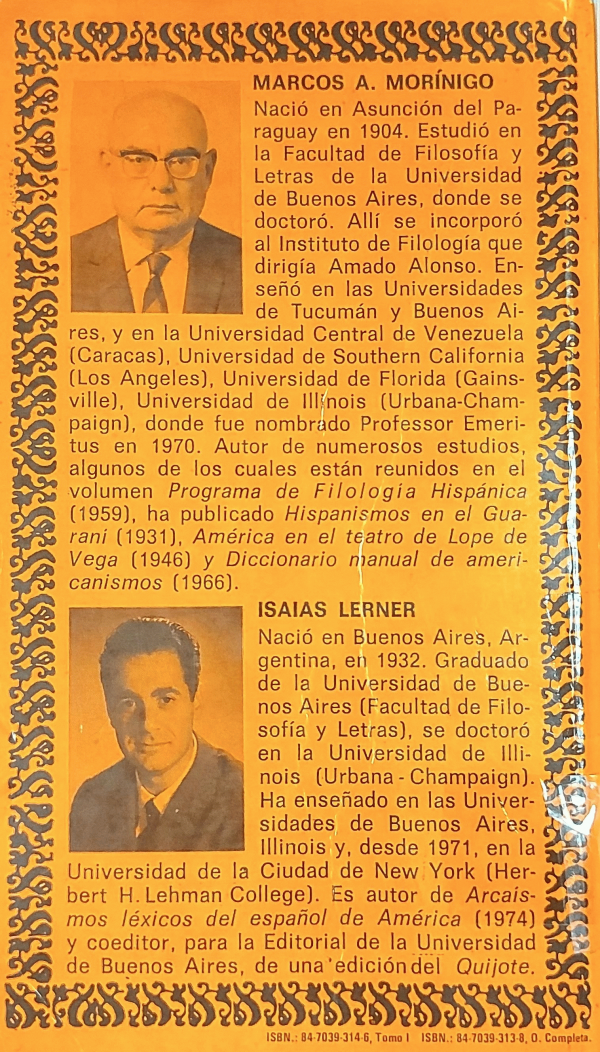 MARCOS A. MORÍNIGO
Nació en Asunción del Pa-
raguay en 1904. Estudió en
la Facultad de Filosofía y
Letras de la Universidad
de Buenos Aires, donde se
doctoró. Allí se incorporó
al Instituto de Filología que
dirigía Amado Alonso. En-
señó en las Universidades
de Tucumán y Buenos Ai-
res, y en la Universidad Central de Venezuela
(Caracas), Universidad de Southern California
(Los Angeles), Universidad de Florida (Gains-
ville), Universidad de Illinois (Urbana-Cham-
paign), donde fue nombrado Professor Emeri-
tus en 1970. Autor de numerosos estudios,
algunos de los cuales están reunidos en el
volumen Programa de Filología Hispánica
(1959), ha publicado Hispanismos en el Gua-
raní (1931), América en el teatro de Lope de
Vega (1946) y Diccionario manual de ameri-
canismos (1966).
ISAIAS LERNER
Nació en Buenos Aires, Ar-
gentina, en 1932. Graduado
de la Universidad de Bue-
nos Aires (Facultad de Filo-
sofía y Letras), se doctoró
en la Universidad de Illi-
nois (Urbana - Champaign).
Ha enseñado en las Univer-
sidades de Buenos Aires,
Illinois y, desde 1971, en la
Universidad de la Ciudad de New York (Her-
bert H. Lehman College). Es autor de Arcaís-
mos léxicos del español de América (1974)
y coeditor, para la Editorial de la Universidad
de Buenos Aires, de una edición del Quijote.
ISBN.: 84-7039-314-6, Tomo I ISBN.: 84-7039-313-8, O. Completa.